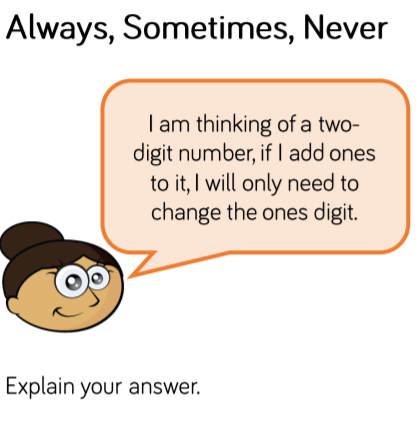 Always, Sometimes, Never
I am thinking of a two-
digit number, if I add ones
to it, I will only need to
change the ones digit.
Explain your answer.